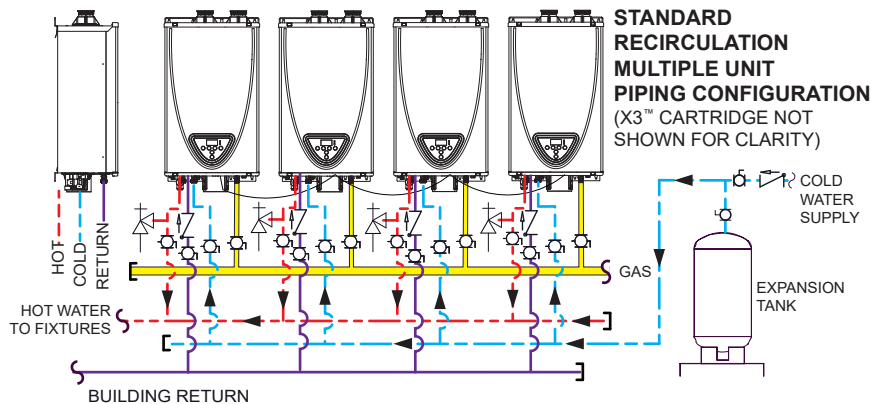 STANDARD
RECIRCULATION
MULTIPLE UNIT
PIPING CONFIGURATION
(X3™ CARTRIDGE NOT
SHOWN FOR CLARITY)
COLD
WATER
SUPPLY
HOT
COLD
RETURN
GAS
EXPANSION
TANK
HOT WATER
TO FIXTURES
BUILDING RETURN